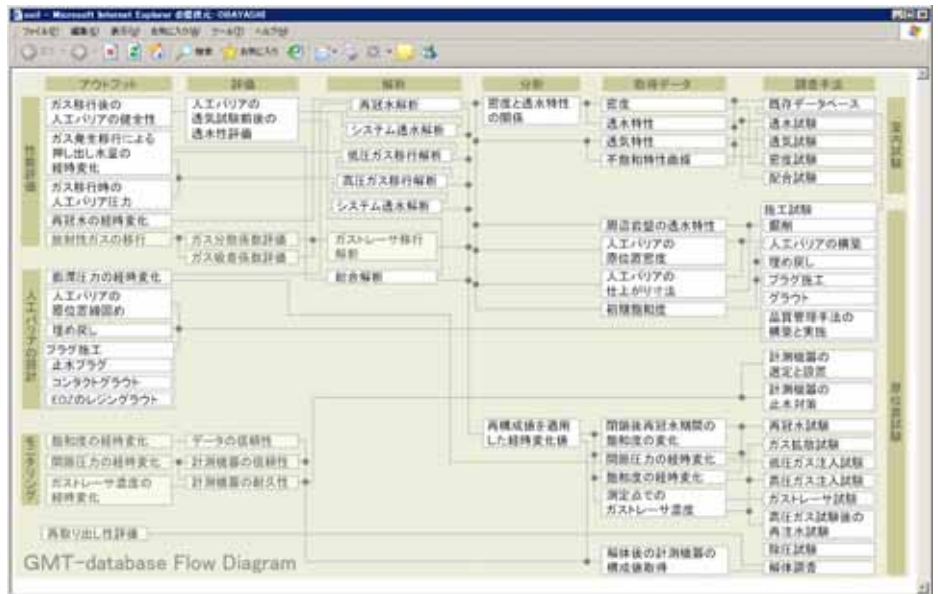 Microsoft Internet Explorer
アウトプット
評価
解析
分析
取得データ
調査手法
性能評価
ガス移行後の
人工バリアの健全性
ガス発生移行による
押し出し水量の
経時変化
ガス移行時の
人工バリア圧力
再冠水の経時変化
放射性ガスの移行
人工バリアの
透気試験前後の
透水性評価
ガス分散係数評価
ガス吸着係数評価
再冠水解析
システム透水解析
低圧ガス移行解析
高圧ガス移行解析
システム透水解析
ガストレーサ移行
解析
総合解析
密度と透水特性
の関係
密度
透水特性
透気特性
不飽和特性曲線
周辺岩盤の透水特性
人工バリアの
原位置密度
人工バリアの
仕上がり寸法
初期飽和度
既存データベース
透水試験
透気試験
密度試験
配合試験
室内試験
施工試験
掘削
人工バリアの構築
埋め戻し
プラグ施工
グラウト
品質管理手法の
構築と実施
計測機器の
選定と設置
計測機器の
止水対策
原位置試験
人工バリアの設計
膨潤圧力の経時変化
人工バリアの
原位置締固め
埋め戻し
プラグ施工
止水プラグ
コンタクトグラウト
EDZのレジングラウト
モニタリング
飽和度の経時変化
間隙圧力の経時変化
ガストレーサ濃度の
経時変化
データの信頼性
計測機器の信頼性
計測機器の耐久性
再構成値を適用
した経時変化値
閉鎖後再冠水期間の
飽和度の変化
間隙圧力の経時変化
飽和度の経時変化
測定点での
ガストレーサ濃度
解体後の計測機器の
構成値取得
再冠水試験
ガス拡散試験
低圧ガス注入試験
高圧ガス注入試験
ガストレーサ試験
高圧ガス試験後の
再注水試験
除圧試験
解体調査
再取り出し性評価
GMT-database Flow Diagram